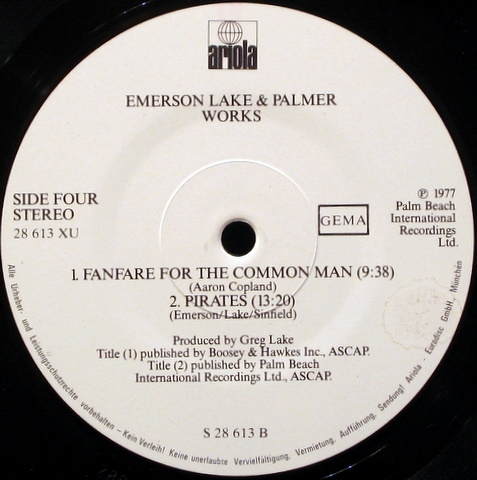 ariola
EMERSON LAKE & PALMER
WORKS
SIDE FOUR
STEREO
28 613 XU
GEMA
℗ 1977
Palm Beach
International
Recordings
Ltd.
1. FANFARE FOR THE COMMON MAN (9:38)
(Aaron Copland)
2. PIRATES (13:20)
(Emerson/Lake/Sinfield)
Produced by Greg Lake
Title (1) published by Boosey & Hawkes Inc., ASCAP.
Title (2) published by Palm Beach
International Recordings Ltd., ASCAP.
S 28 613 B
Alle Urheber- und Leistungsschutzrechte vorbehalten - Kein Verleih! Keine unerlaubte Vervielfältigung, Vermietung, Aufführung, Sendung! Ariola - Eurodisc GmbH, München